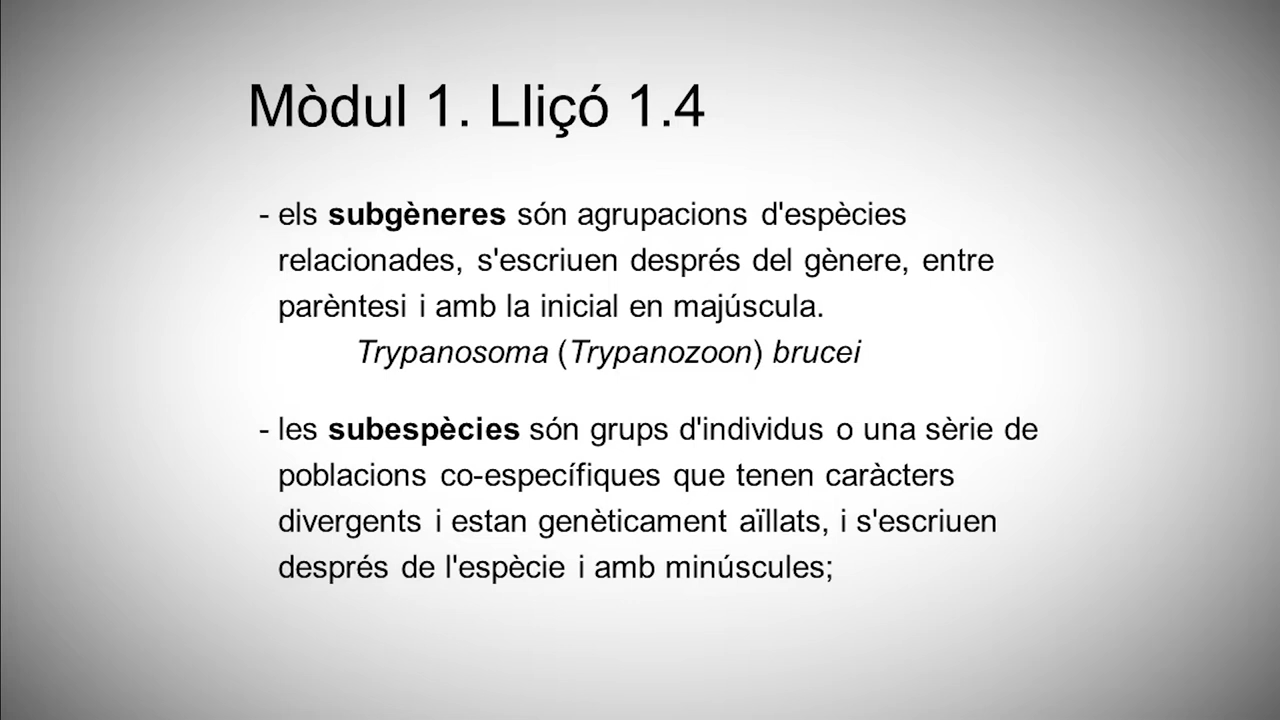 Mòdul 1. Lliçó 1.4
- els subgèneres són agrupacions d'espècies
relacionades, s'escriuen després del gènere, entre
parèntesi i amb la inicial en majúscula.
Trypanosoma (Trypanozoon) brucei
- les subespècies són grups d'individus o una sèrie de
poblacions co-específiques que tenen caràcters
divergents i estan genèticament aïllats, i s'escriuen
després de l'espècie i amb minúscules;